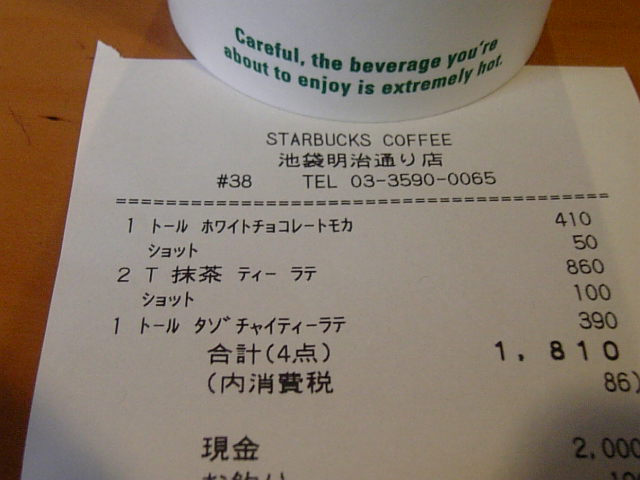 Careful, the beverage you're
about to enjoy is extremely hot.
STARBUCKS COFFEE
池袋明治通り店
#38 TEL 03-3590-0065
================================================
1 トール ホワイトチョコレートモカ 410
ショット 50
2 T 抹茶 ティー ラテ 860
ショット 100
1 トール タゾチャイティーラテ 390
合計(4点) 1,810
(内消費税 86)
現金 2,000
お釣り